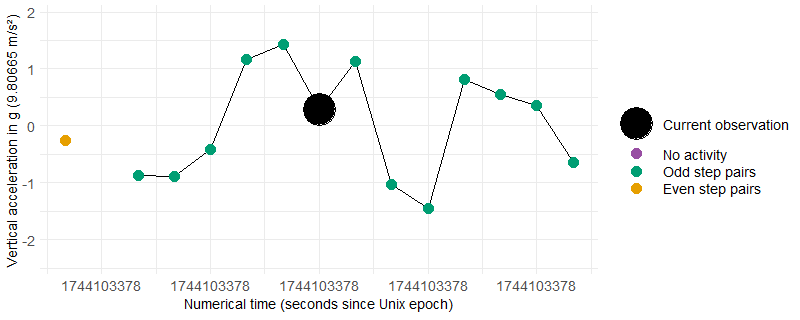 Vertical acceleration in g (9.80665 m/s²)
2
1
0
-1
-2
1744103378 1744103378 1744103378 1744103378 1744103378
Numerical time (seconds since Unix epoch)
Current observation
No activity
Odd step pairs
Even step pairs